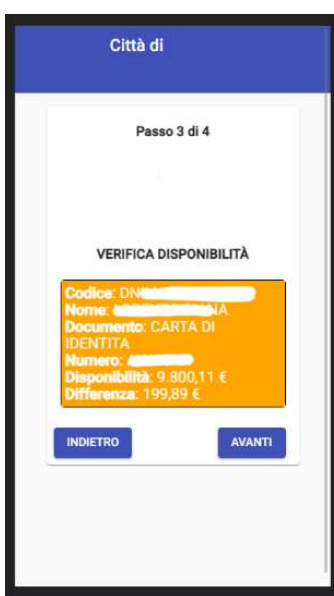 Città di
Passo 3 di 4
VERIFICA DISPONIBILITÀ
Codice: DN
Nome:
Documento: CARTA DI
IDENTITA
Numero:
Disponibilità: 9.800,11 €
Differenza: 199,89 €
INDIETRO AVANTI